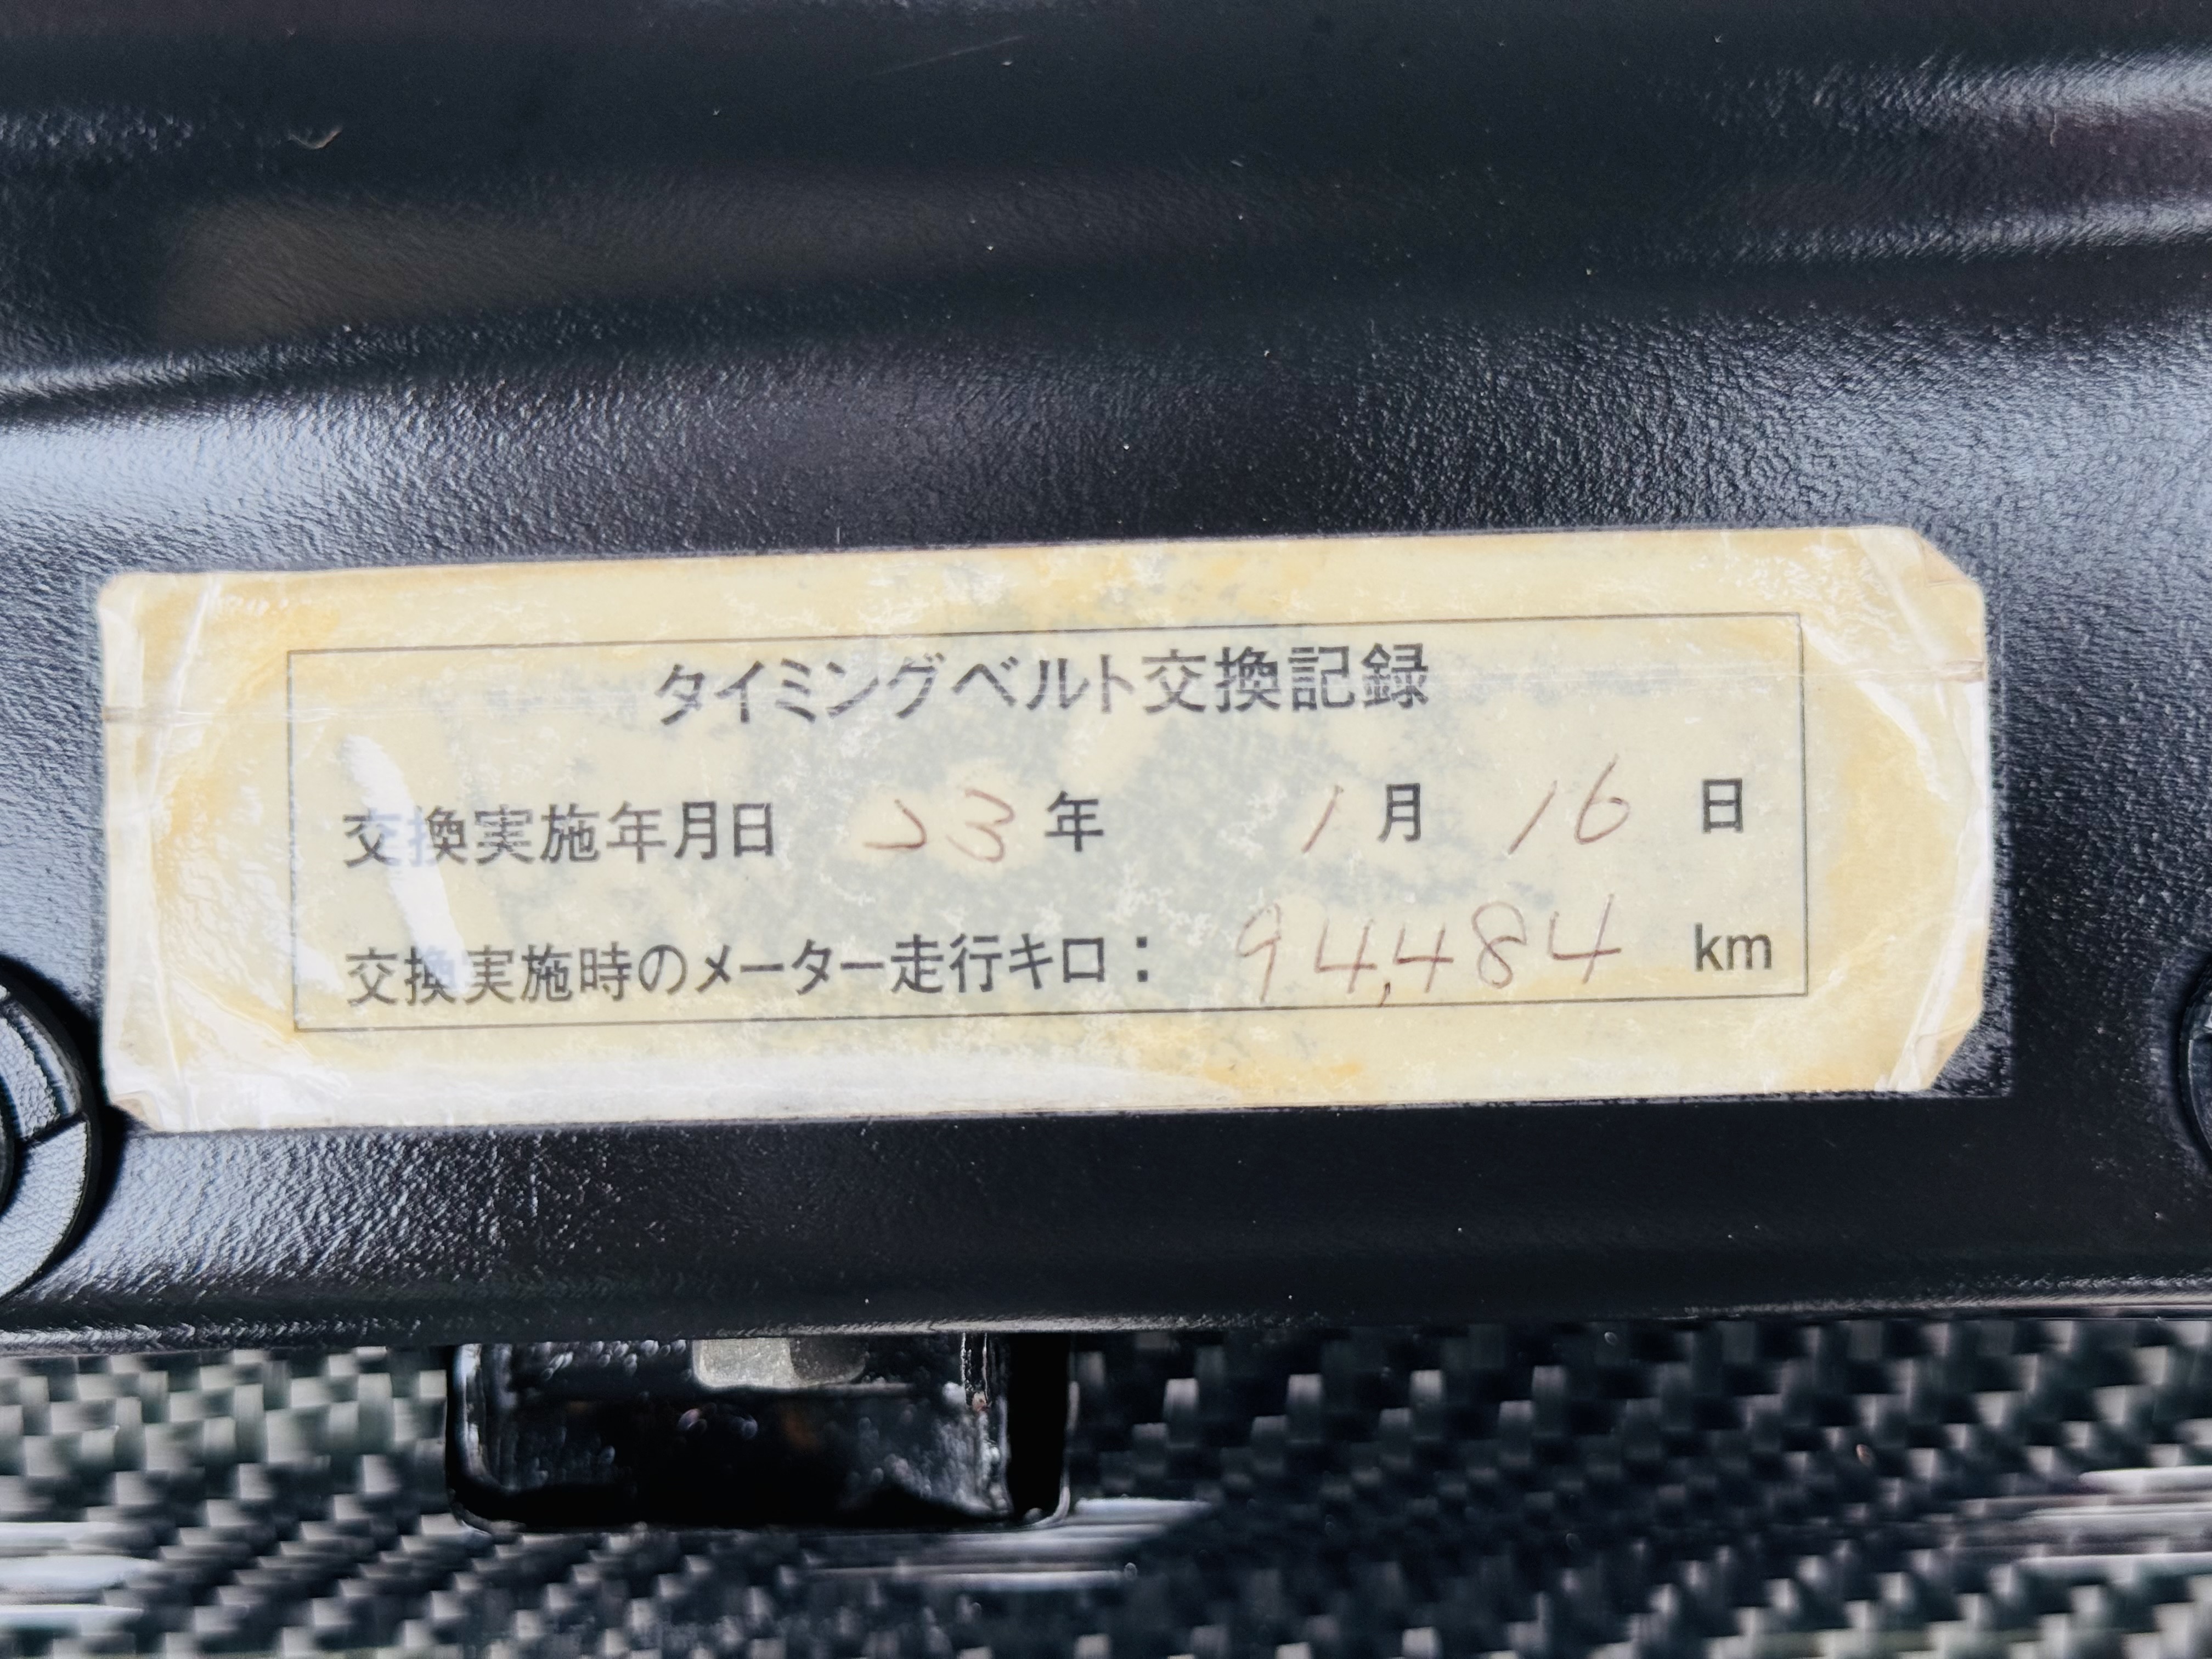 タイミングベルト交換記録
交換実施年月日 23 年 1 月 16 日
交換実施時のメーター走行キロ： 94,484 km